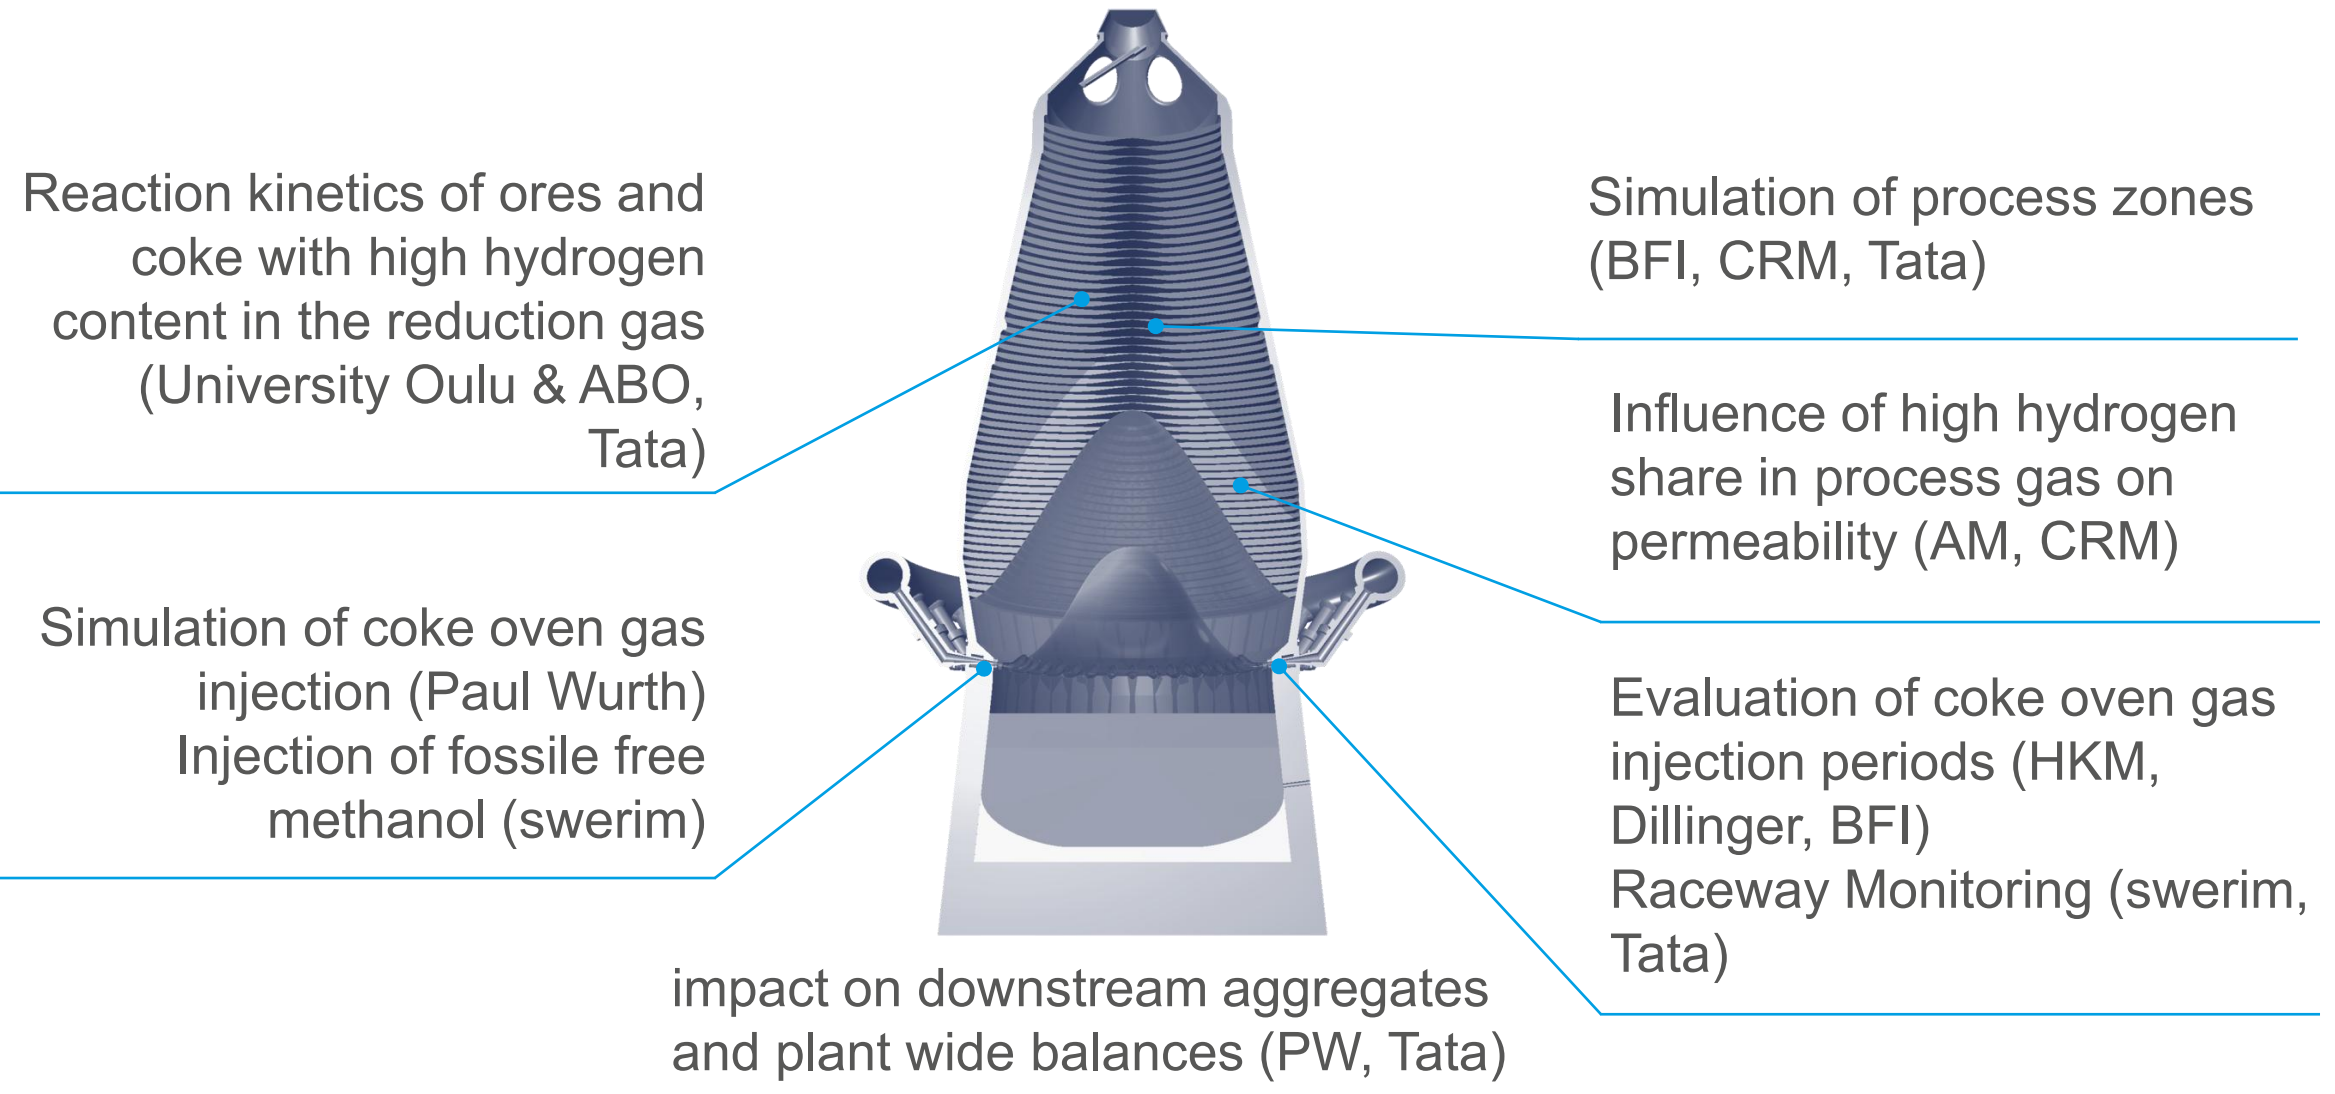 Reaction kinetics of ores and
coke with high hydrogen
content in the reduction gas
(University Oulu & ABO,
Tata)
Simulation of coke oven gas
injection (Paul Wurth)
Injection of fossile free
methanol (swerim)
Simulation of process zones
(BFI, CRM, Tata)
Influence of high hydrogen
share in process gas on
permeability (AM, CRM)
Evaluation of coke oven gas
injection periods (HKM,
Dillinger, BFI)
Raceway Monitoring (swerim,
Tata)
impact on downstream aggregates
and plant wide balances (PW, Tata)